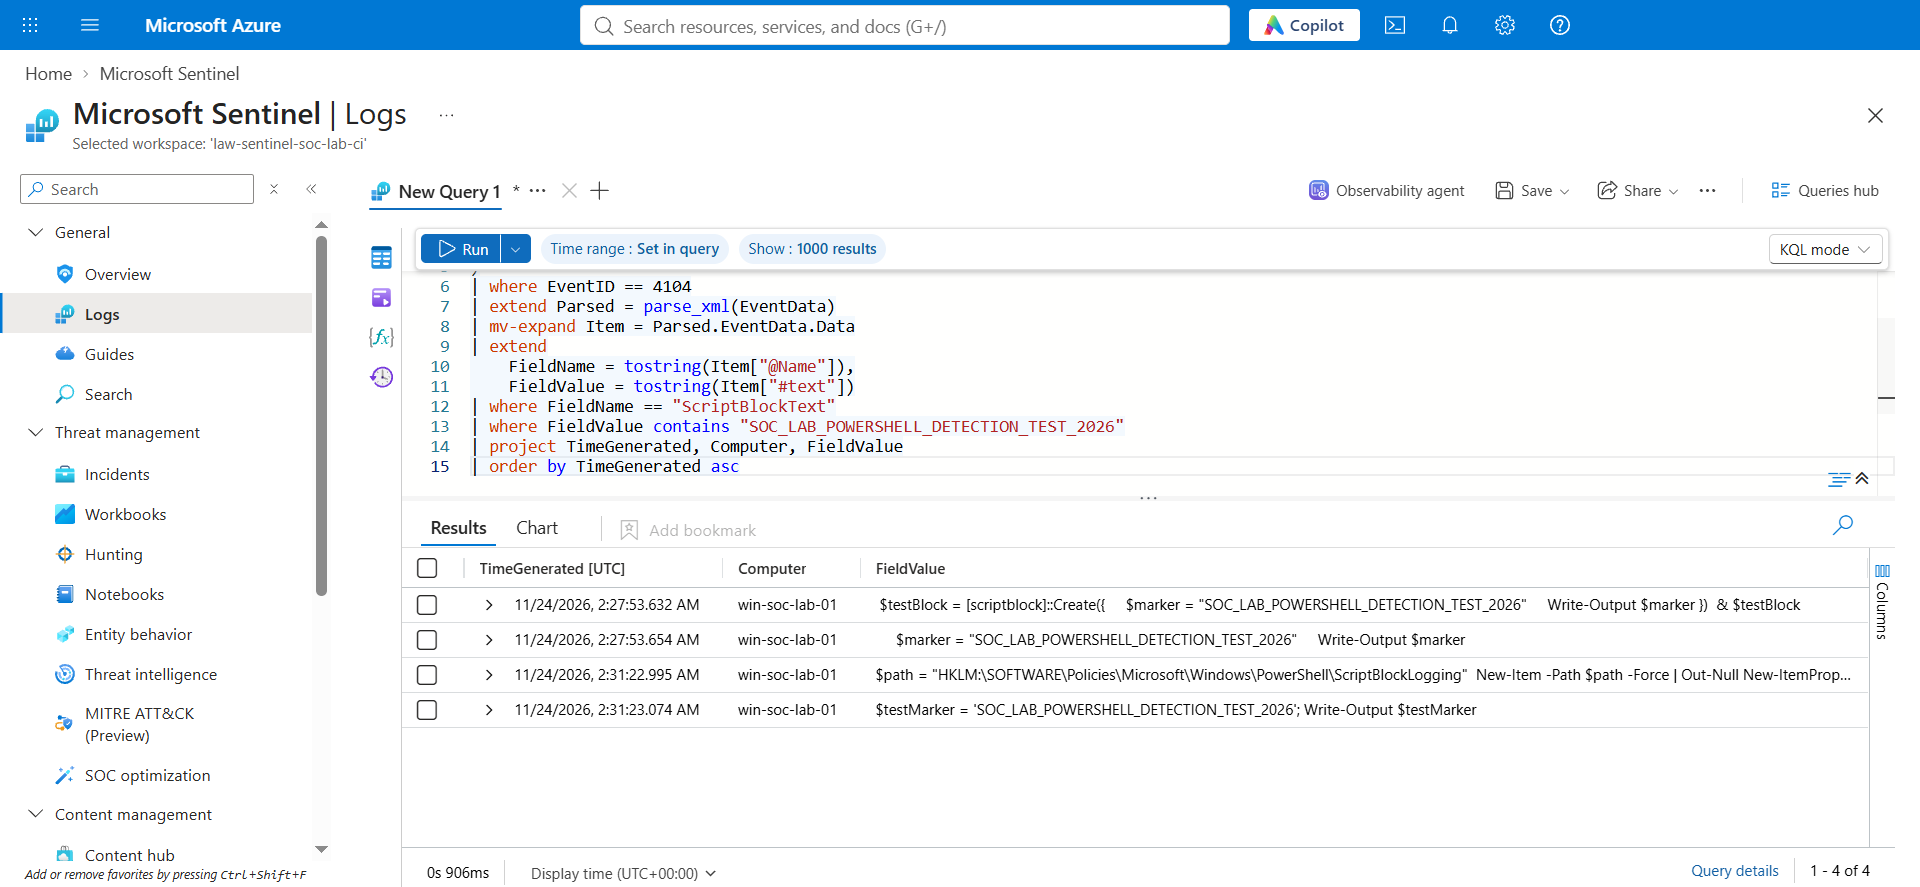 Microsoft Azure
Search resources, services, and docs (G+/)
Copilot
Home > Microsoft Sentinel
Microsoft Sentinel | Logs ...
Selected workspace: 'law-sentinel-soc-lab-ci'
Search
New Query 1 * ...
Observability agent
Save
Share
...
Queries hub
General
Overview
Logs
Guides
Search
Threat management
Incidents
Workbooks
Hunting
Notebooks
Entity behavior
Threat intelligence
MITRE ATT&CK
(Preview)
SOC optimization
Content management
Content hub
Add or remove favorites by pressing Ctrl+Shift+F
Run
Time range : Set in query
Show : 1000 results
KQL mode
6 | where EventID == 4104
7 | extend Parsed = parse_xml(EventData)
8 | mv-expand Item = Parsed.EventData.Data
9 | extend
10 FieldName = tostring(Item["@Name"]),
11 FieldValue = tostring(Item["#text"])
12 | where FieldName == "ScriptBlockText"
13 | where FieldValue contains "SOC_LAB_POWERSHELL_DETECTION_TEST_2026"
14 | project TimeGenerated, Computer, FieldValue
15 | order by TimeGenerated asc
Results
Chart
Add bookmark
TimeGenerated [UTC] Computer FieldValue
11/24/2026, 2:27:53.632 AM win-soc-lab-01 $testBlock = [scriptblock]::Create({ $marker = "SOC_LAB_POWERSHELL_DETECTION_TEST_2026" Write-Output $marker }) & $testBlock
11/24/2026, 2:27:53.654 AM win-soc-lab-01 $marker = "SOC_LAB_POWERSHELL_DETECTION_TEST_2026" Write-Output $marker
11/24/2026, 2:31:22.995 AM win-soc-lab-01 $path = "HKLM:\SOFTWARE\Policies\Microsoft\Windows\PowerShell\ScriptBlockLogging" New-Item -Path $path -Force | Out-Null New-ItemProp...
11/24/2026, 2:31:23.074 AM win-soc-lab-01 $testMarker = 'SOC_LAB_POWERSHELL_DETECTION_TEST_2026'; Write-Output $testMarker
Columns
0s 906ms
Display time (UTC+00:00)
Query details
1 - 4 of 4